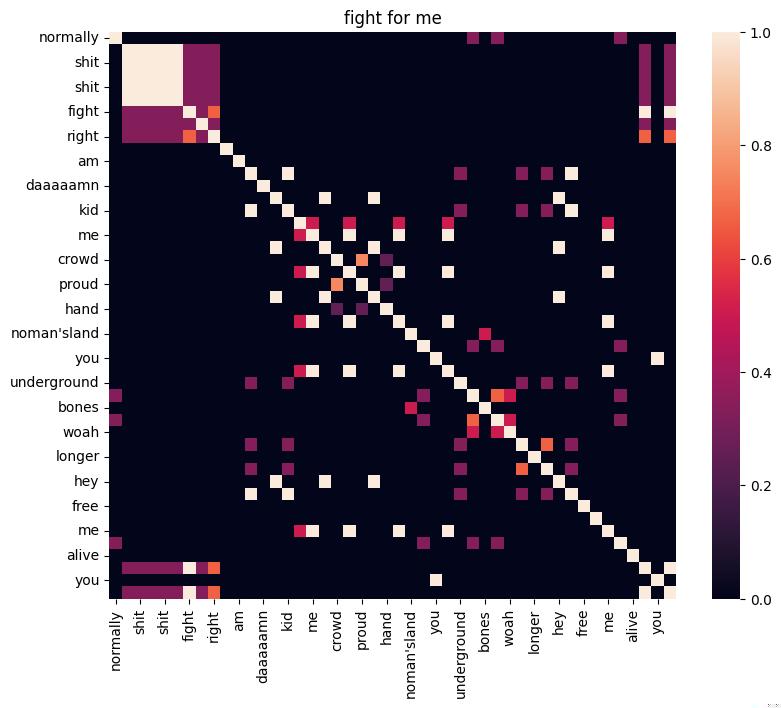 fight for me
normally
shit
shit
fight
right
am
daaaaamn
kid
me
crowd
proud
hand
noman'sland
you
underground
bones
woah
longer
hey
free
me
alive
you
1.0
0.8
0.6
0.4
0.2
0.0
normally
shit
shit
fight
right
am
daaaaamn
kid
me
crowd
proud
hand
noman'sland
you
underground
bones
woah
longer
hey
free
me
alive
you